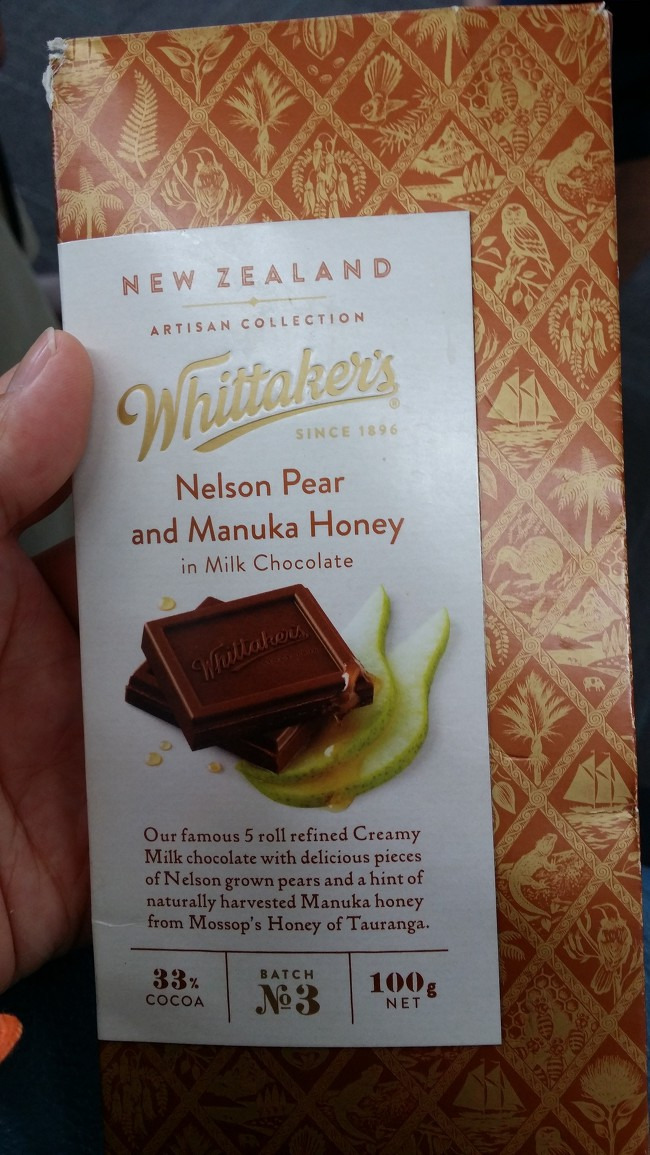 NEW ZEALAND
ARTISAN COLLECTION
Whittaker's®
SINCE 1896
Nelson Pear
and Manuka Honey
in Milk Chocolate
Whittaker's
Our famous 5 roll refined Creamy
Milk chocolate with delicious pieces
of Nelson grown pears and a hint of
naturally harvested Manuka honey
from Mossop's Honey of Tauranga.
33% COCOA
BATCH No 3
100g NET